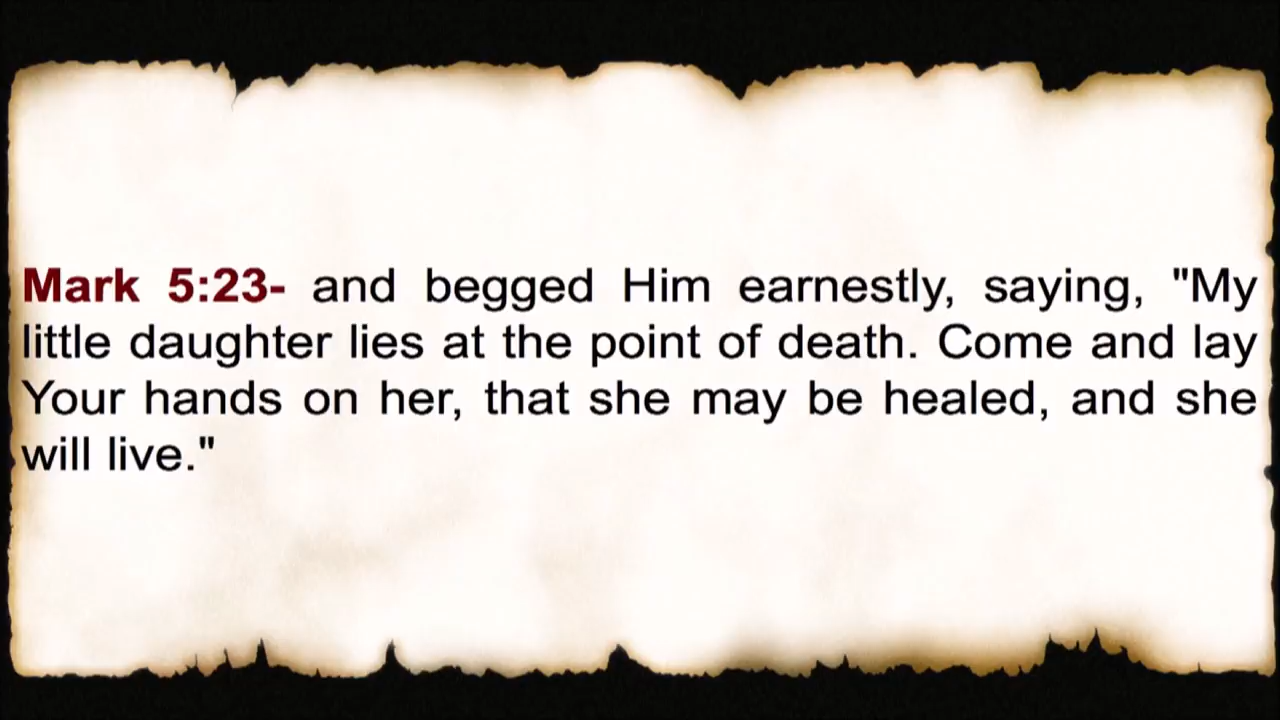 Mark 5:23- and begged Him earnestly, saying, "My
little daughter lies at the point of death. Come and lay
Your hands on her, that she may be healed, and she
will live."